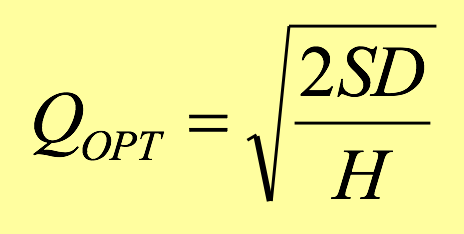 Q_OPT = √(2SD / H)